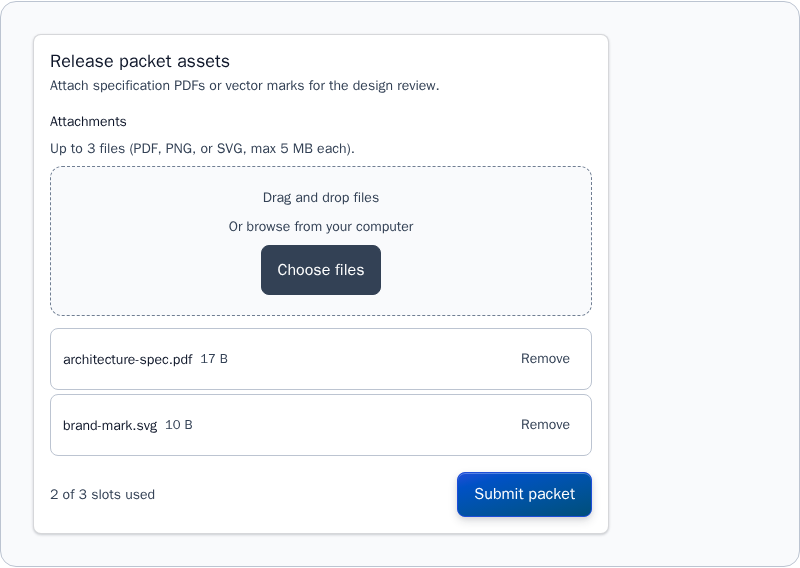 Release packet assets
Attach specification PDFs or vector marks for the design review.
Attachments
Up to 3 files (PDF, PNG, or SVG, max 5 MB each).
Drag and drop files
Or browse from your computer
Choose files
architecture-spec.pdf 17 B Remove
brand-mark.svg 10 B Remove
2 of 3 slots used Submit packet